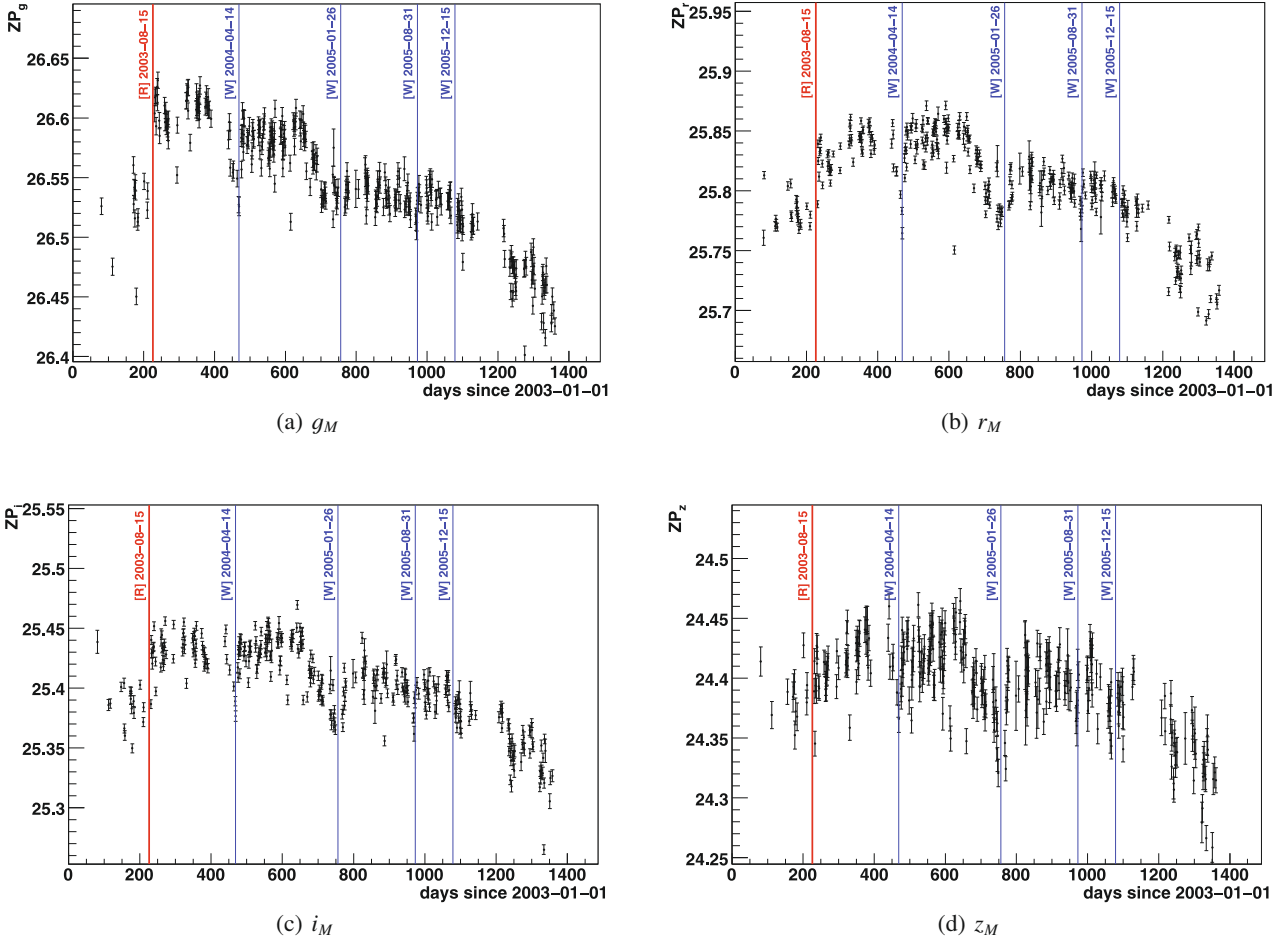 ZP_g
26.65
26.6
26.55
26.5
26.45
26.4
[R] 2003-08-15
[W] 2004-04-14
[W] 2005-01-26
[W] 2005-08-31
[W] 2005-12-15
0 200 400 600 800 1000 1200 1400
days since 2003-01-01
(a) g_M
ZP_r
25.95
25.9
25.85
25.8
25.75
25.7
[R] 2003-08-15
[W] 2004-04-14
[W] 2005-01-26
[W] 2005-08-31
[W] 2005-12-15
0 200 400 600 800 1000 1200 1400
days since 2003-01-01
(b) r_M
ZP_i
25.55
25.5
25.45
25.4
25.35
25.3
[R] 2003-08-15
[W] 2004-04-14
[W] 2005-01-26
[W] 2005-08-31
[W] 2005-12-15
0 200 400 600 800 1000 1200 1400
days since 2003-01-01
(c) i_M
ZP_z
24.5
24.45
24.4
24.35
24.3
24.25
[R] 2003-08-15
[W] 2004-04-14
[W] 2005-01-26
[W] 2005-08-31
[W] 2005-12-15
0 200 400 600 800 1000 1200 1400
days since 2003-01-01
(d) z_M